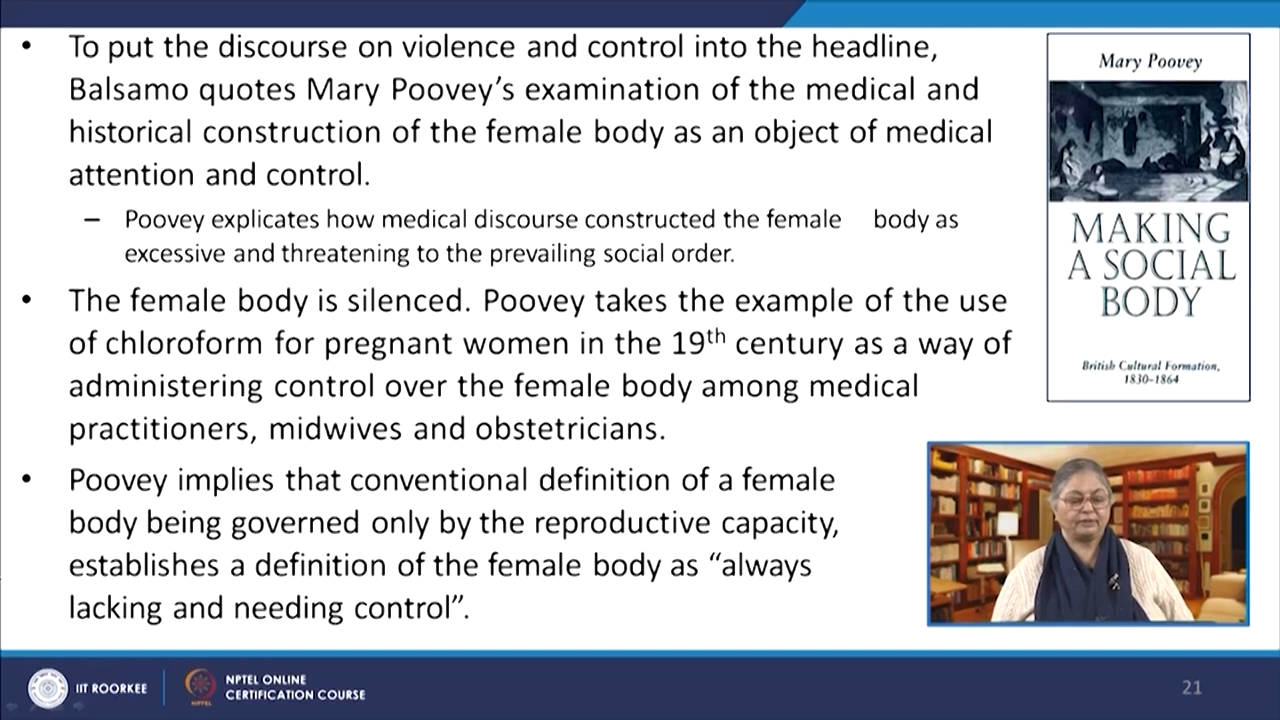 • To put the discourse on violence and control into the headline,
Balsamo quotes Mary Poovey’s examination of the medical and
historical construction of the female body as an object of medical
attention and control.
– Poovey explicates how medical discourse constructed the female body as
excessive and threatening to the prevailing social order.
• The female body is silenced. Poovey takes the example of the use
of chloroform for pregnant women in the 19th century as a way of
administering control over the female body among medical
practitioners, midwives and obstetricians.
• Poovey implies that conventional definition of a female
body being governed only by the reproductive capacity,
establishes a definition of the female body as “always
lacking and needing control”.
Mary Poovey
MAKING
A SOCIAL
BODY
British Cultural Formation,
1830–1864
IIT ROORKEE
NPTEL ONLINE
CERTIFICATION COURSE
NPTEL
21